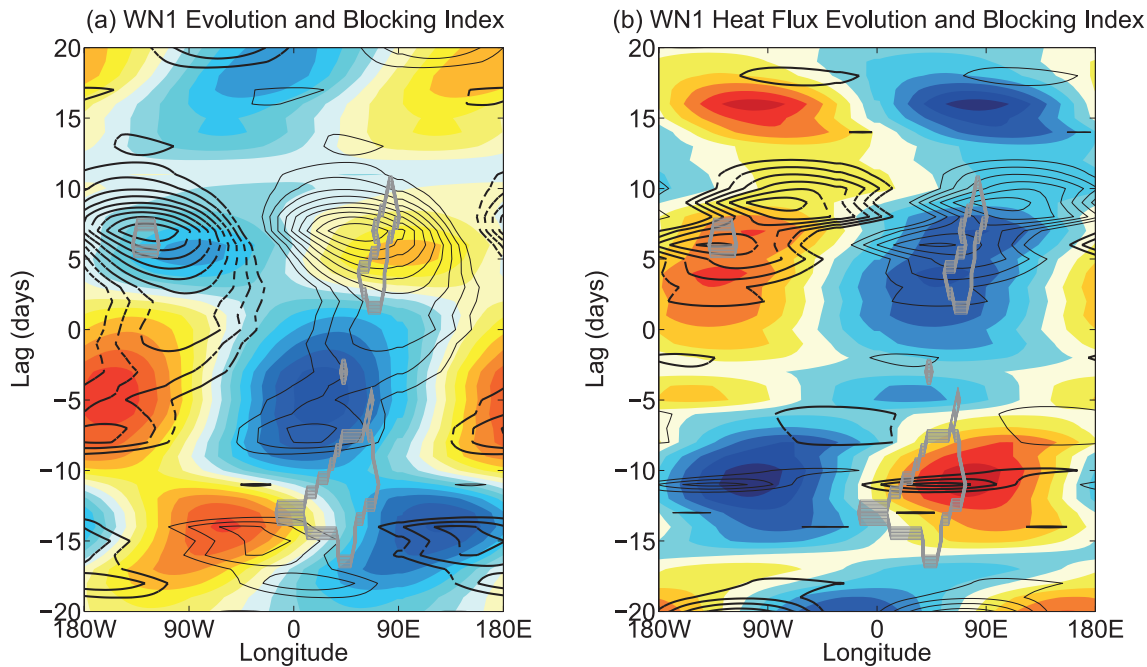 (a) WN1 Evolution and Blocking Index
(b) WN1 Heat Flux Evolution and Blocking Index
20
15
10
5
0
−5
−10
−15
−20
Lag (days)
180W 90W 0 90E 180E
Longitude
20
15
10
5
0
−5
−10
−15
−20
Lag (days)
180W 90W 0 90E 180E
Longitude